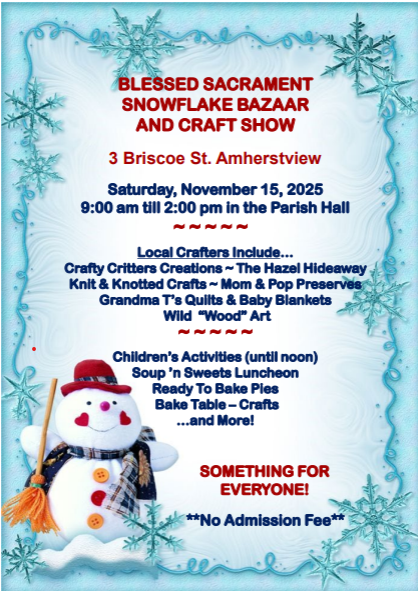 BLESSED SACRAMENT
SNOWFLAKE BAZAAR
AND CRAFT SHOW
3 Briscoe St. Amherstview
Saturday, November 15, 2025
9:00 am till 2:00 pm in the Parish Hall
~ ~ ~ ~ ~
Local Crafters Include…
Crafty Critters Creations ~ The Hazel Hideaway
Knit & Knotted Crafts ~ Mom & Pop Preserves
Grandma T's Quilts & Baby Blankets
Wild "Wood" Art
~ ~ ~ ~ ~
Children's Activities (until noon)
Soup 'n Sweets Luncheon
Ready To Bake Pies
Bake Table – Crafts
…and More!
SOMETHING FOR
EVERYONE!
**No Admission Fee**